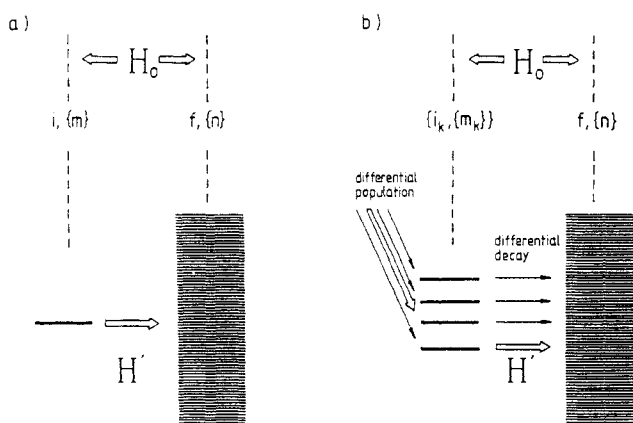 a)
H₀
i, {m}
f, {n}
H′
b)
H₀
{iₖ, {mₖ}}
f, {n}
differential
population
differential
decay
H′